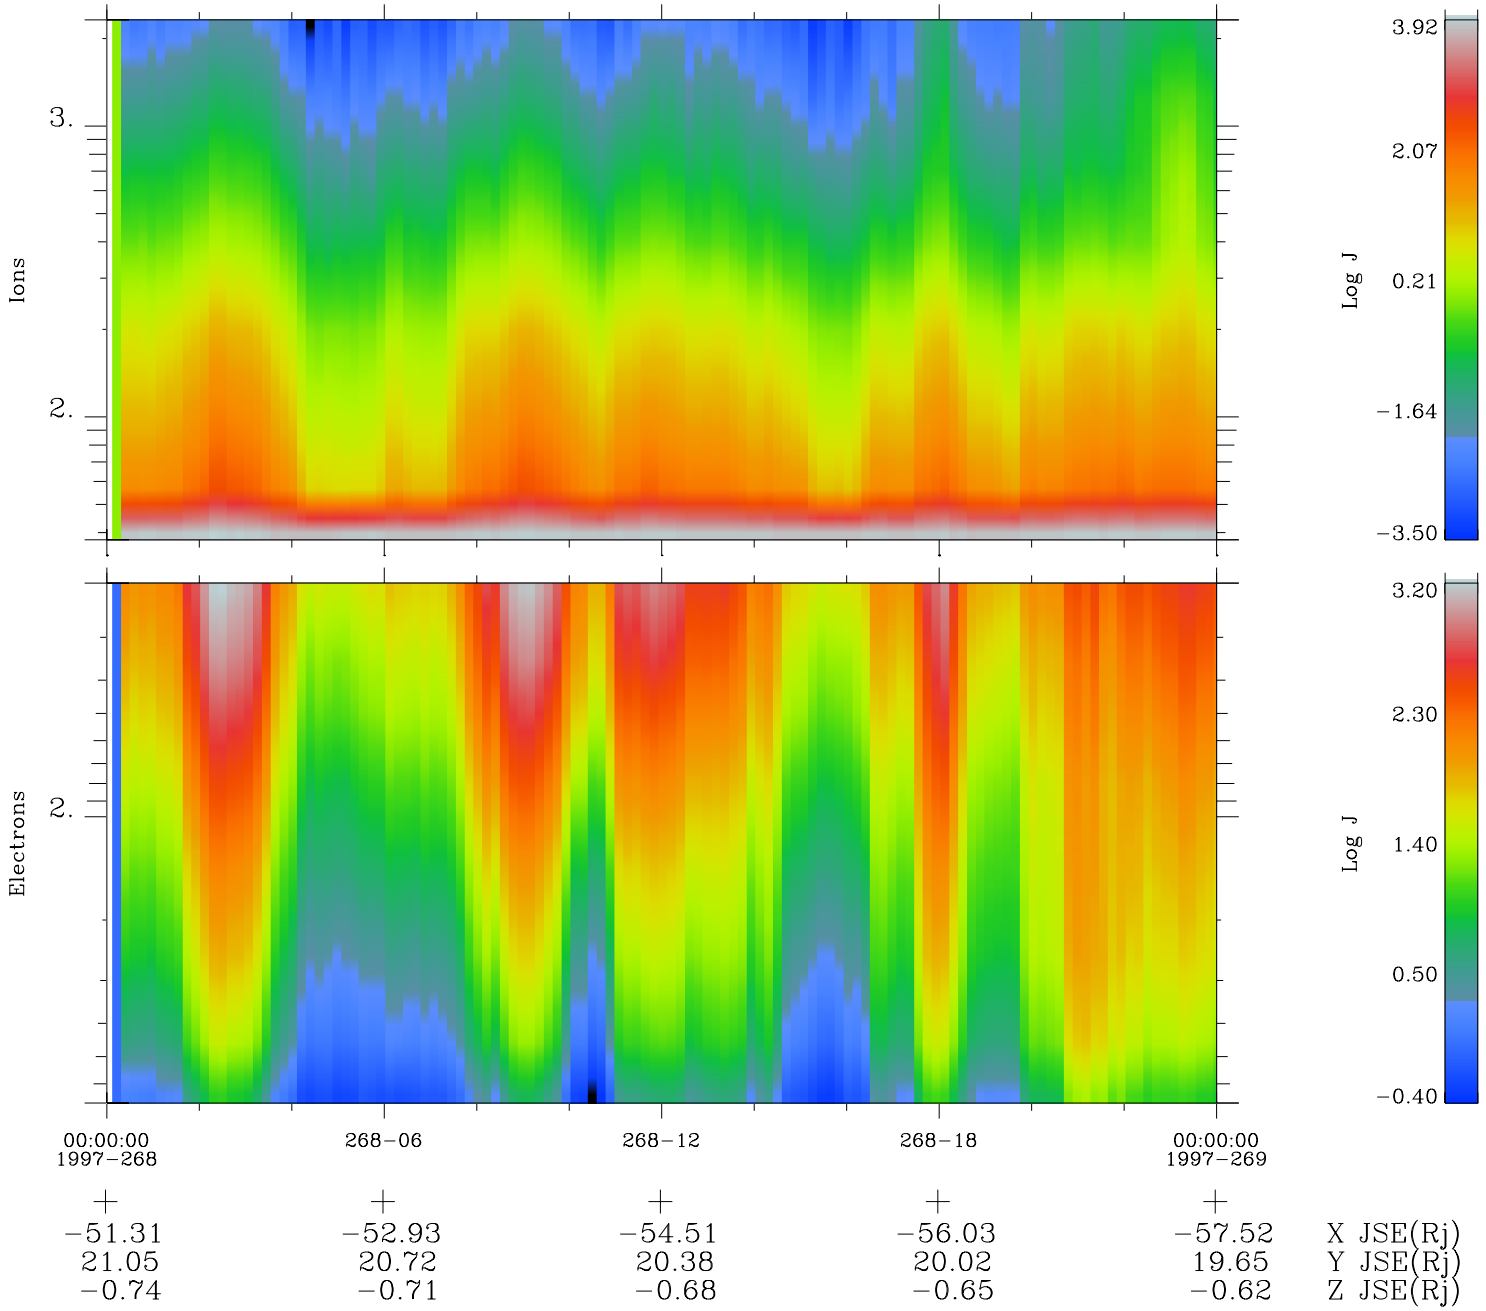 3.92
3.
2.07
Ions
Log J
0.21
2.
−1.64
−3.50
3.20
2.30
2.
Electrons
Log J
1.40
0.50
−0.40
00:00:00 268−06 268−12 268−18 00:00:00
1997−268 1997−269
−51.31 −52.93 −54.51 −56.03 −57.52 X JSE(Rj)
21.05 20.72 20.38 20.02 19.65 Y JSE(Rj)
−0.74 −0.71 −0.68 −0.65 −0.62 Z JSE(Rj)